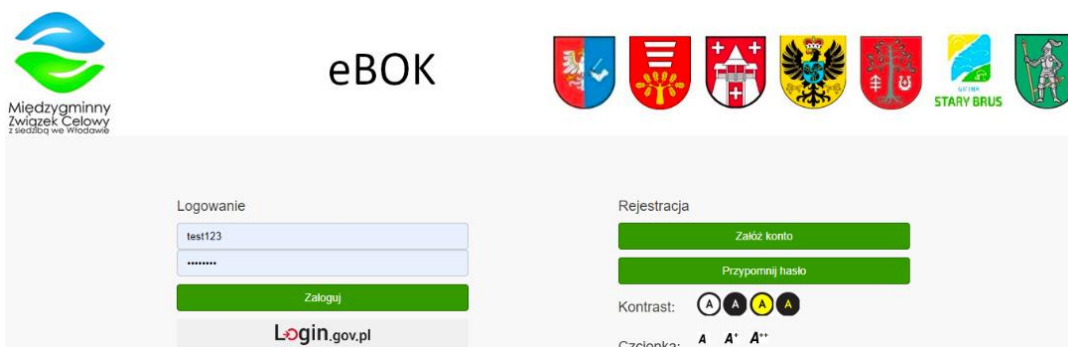 eBOK
Międzygminny
Związek Celowy
z siedzibą we Włodawie
GMINA
STARY BRUS
Logowanie
test123
••••••••
Zaloguj
Login.gov.pl
Rejestracja
Załóż konto
Przypomnij hasło
Kontrast: A A A A
Czcionka: A A+ A++